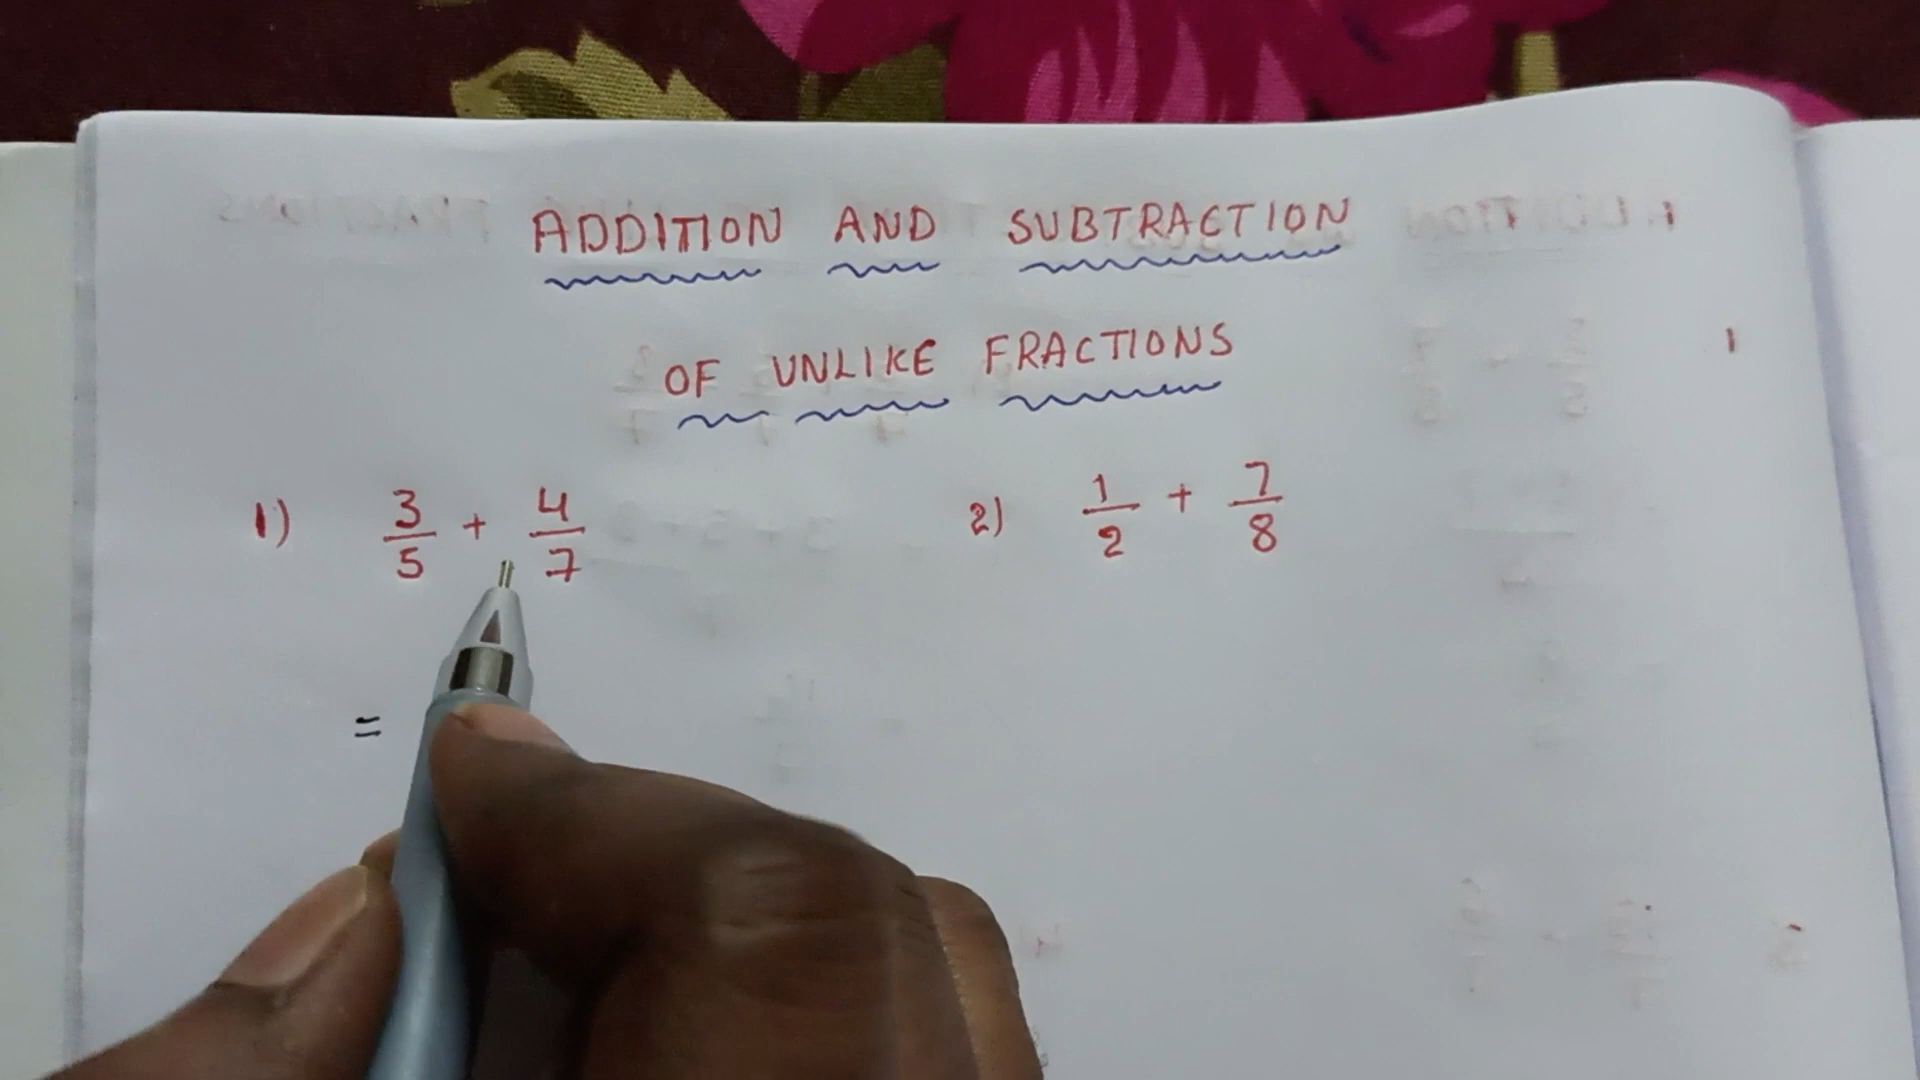 ADDITION AND SUBTRACTION
OF UNLIKE FRACTIONS
1) 3/5 + 4/7
2) 1/2 + 7/8
=